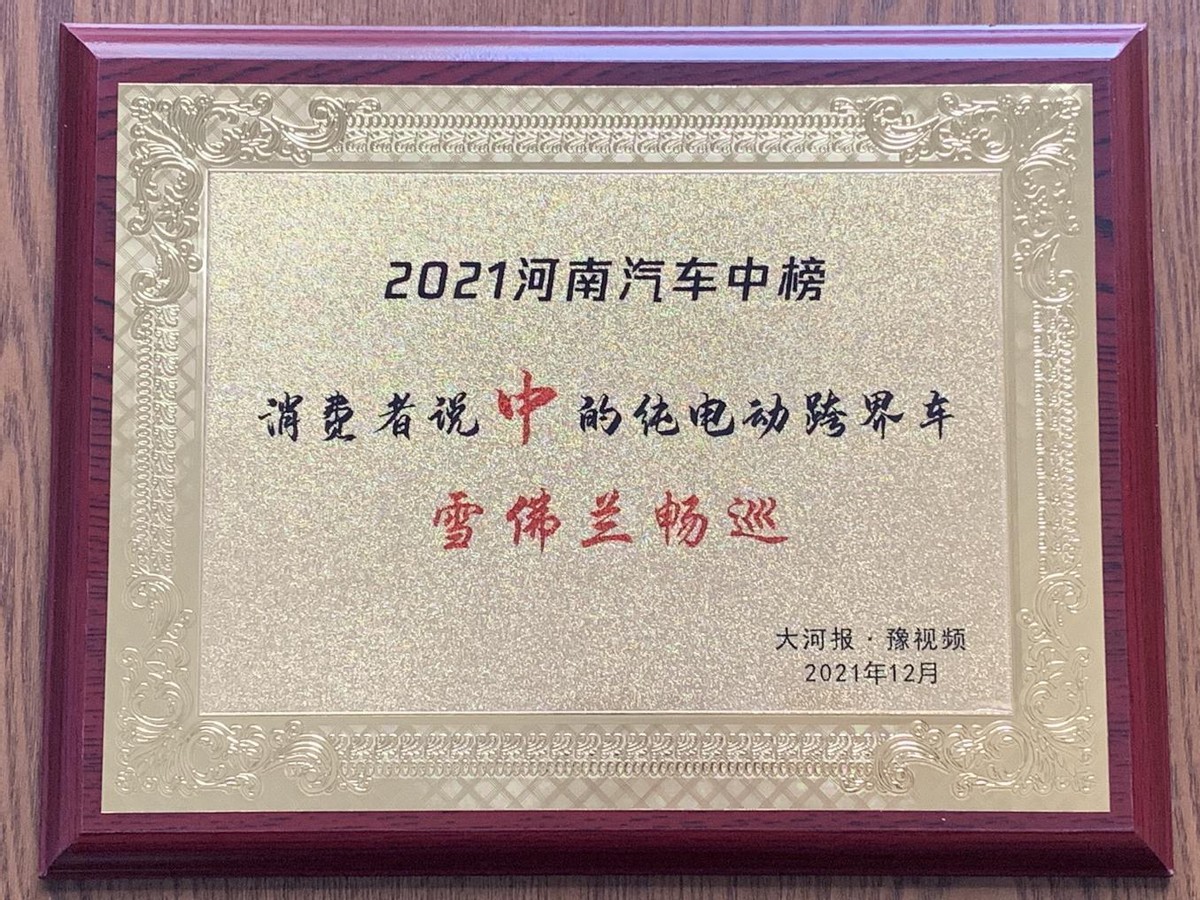 2021河南汽车中榜
消费者说中的纯电动跨界车
雪佛兰畅巡
大河报·豫视频
2021年12月